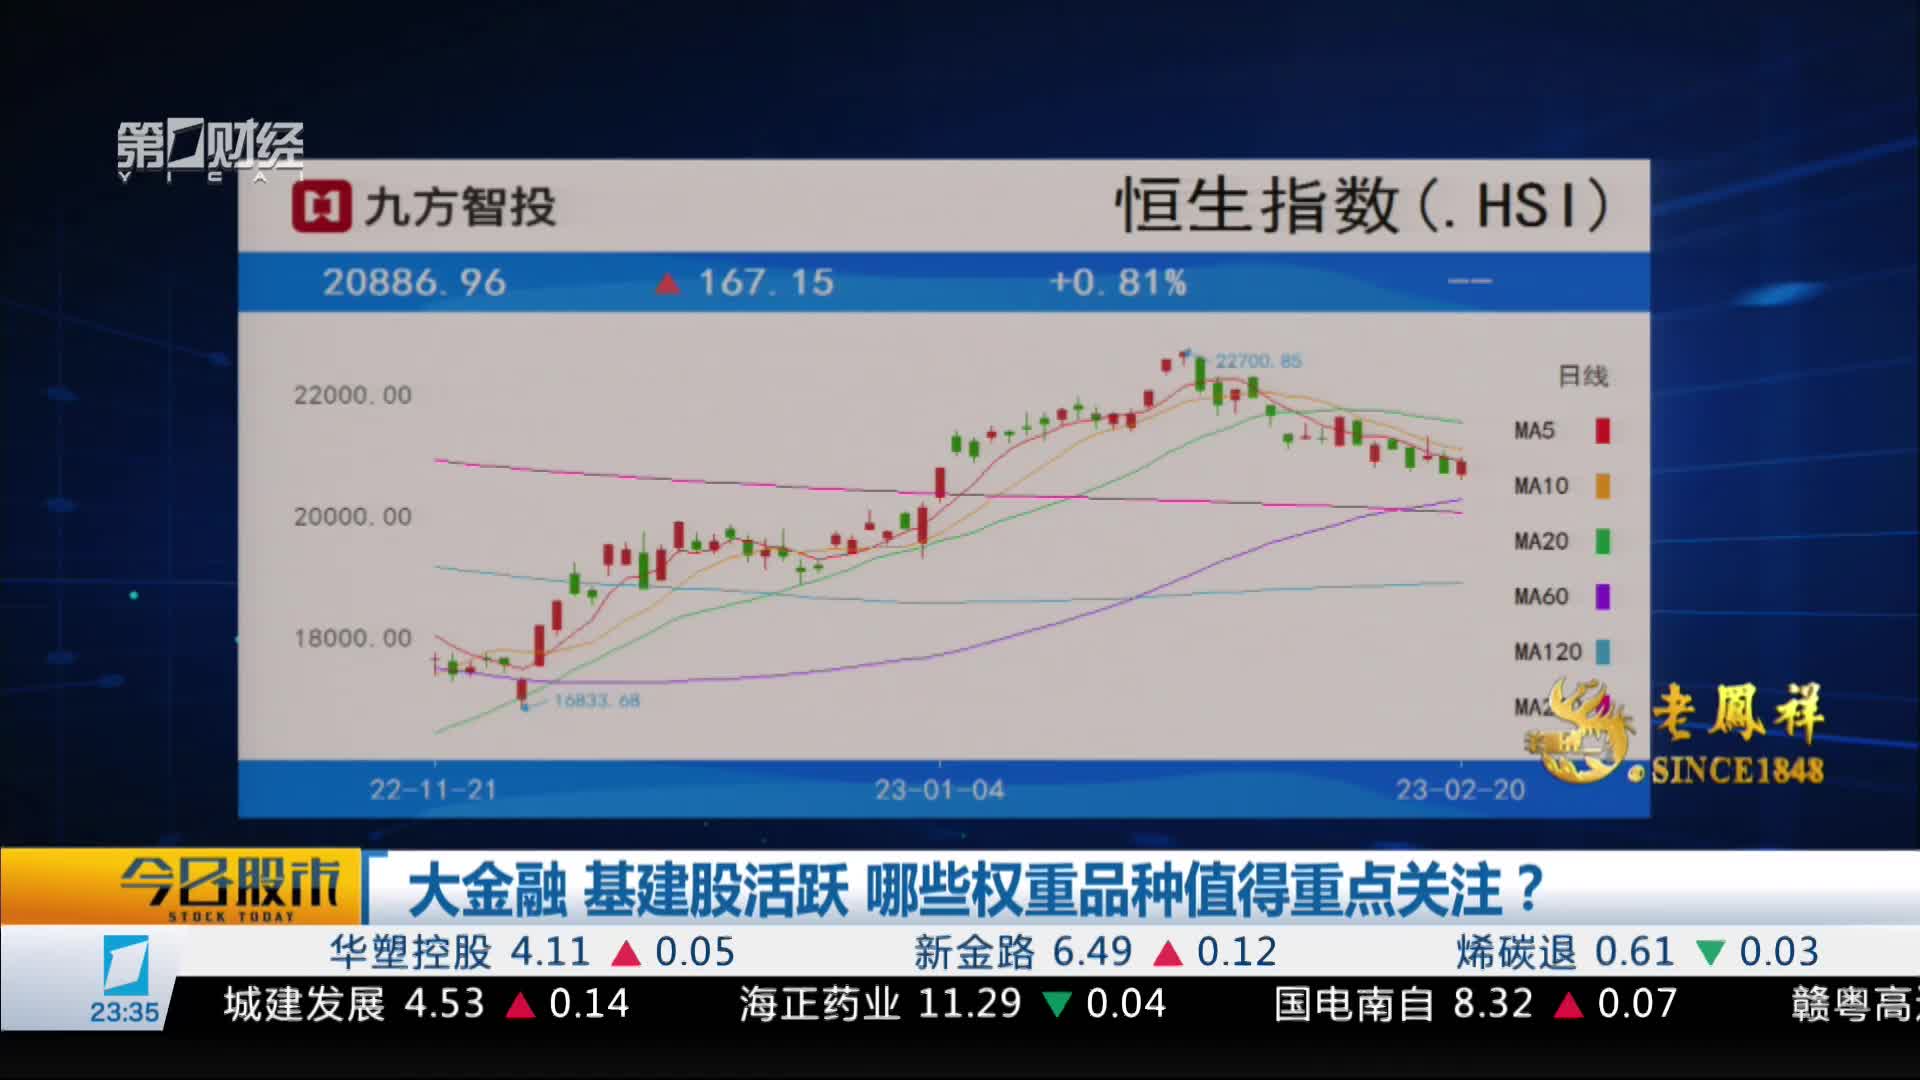 第一财经
YICAI
九方智投
恒生指数(.HSI)
20886.96 ▲ 167.15 +0.81% ——
22700.85
日线
22000.00
MA5
MA10
20000.00
MA20
MA60
18000.00
MA120
16833.68
老鳳祥
SINCE1848
22-11-21 23-01-04 23-02-20
今日股市
STOCK TODAY
大金融 基建股活跃 哪些权重品种值得重点关注？
华塑控股 4.11 ▲ 0.05 新金路 6.49 ▲ 0.12 烯碳退 0.61 ▼ 0.03
23:35
城建发展 4.53 ▲ 0.14 海正药业 11.29 ▼ 0.04 国电南自 8.32 ▲ 0.07 赣粤高